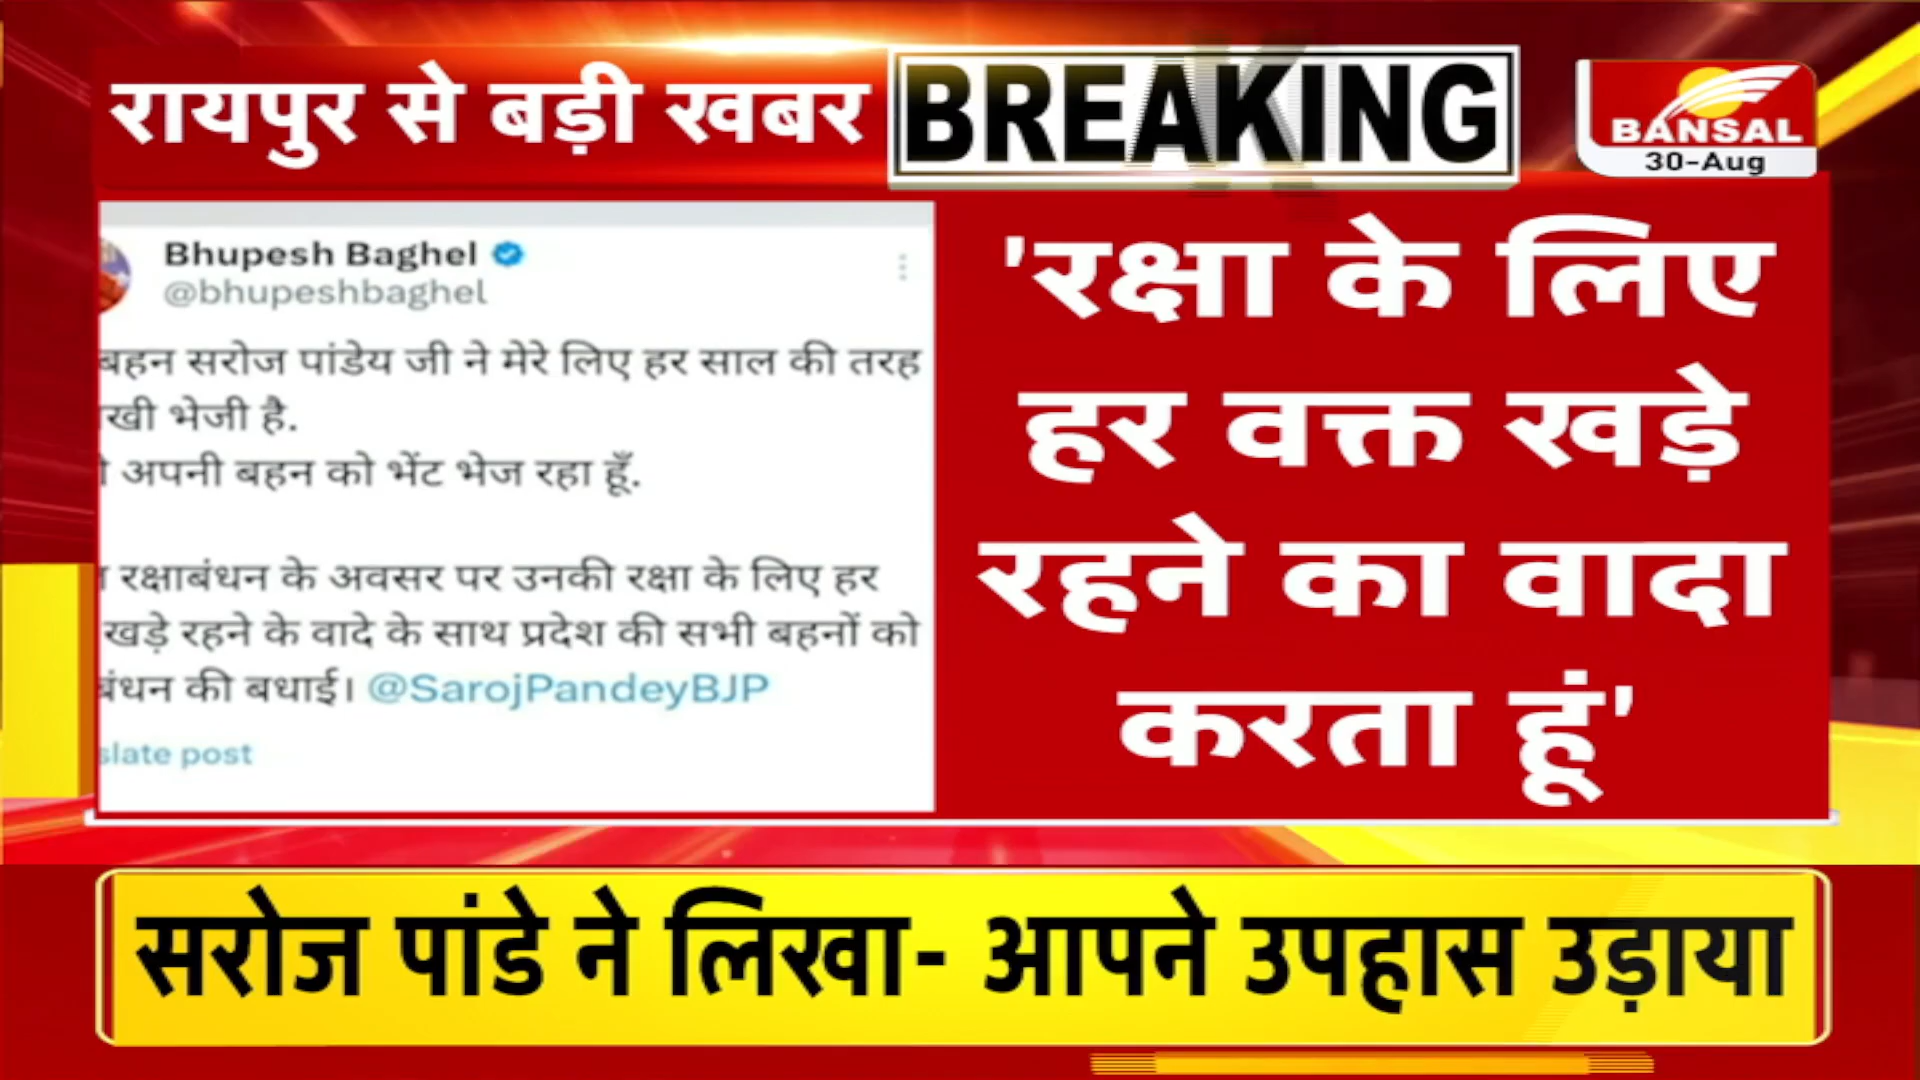 रायपुर से बड़ी खबर
BREAKING
BANSAL
30-Aug
Bhupesh Baghel
@bhupeshbaghel
बहन सरोज पांडेय जी ने मेरे लिए हर साल की तरह
खी भेजी है.
अपनी बहन को भेंट भेज रहा हूँ.
रक्षाबंधन के अवसर पर उनकी रक्षा के लिए हर
खड़े रहने के वादे के साथ प्रदेश की सभी बहनों को
बंधन की बधाई। @SarojPandeyBJP
slate post
'रक्षा के लिए
हर वक्त खड़े
रहने का वादा
करता हूं'
सरोज पांडे ने लिखा- आपने उपहास उड़ाया